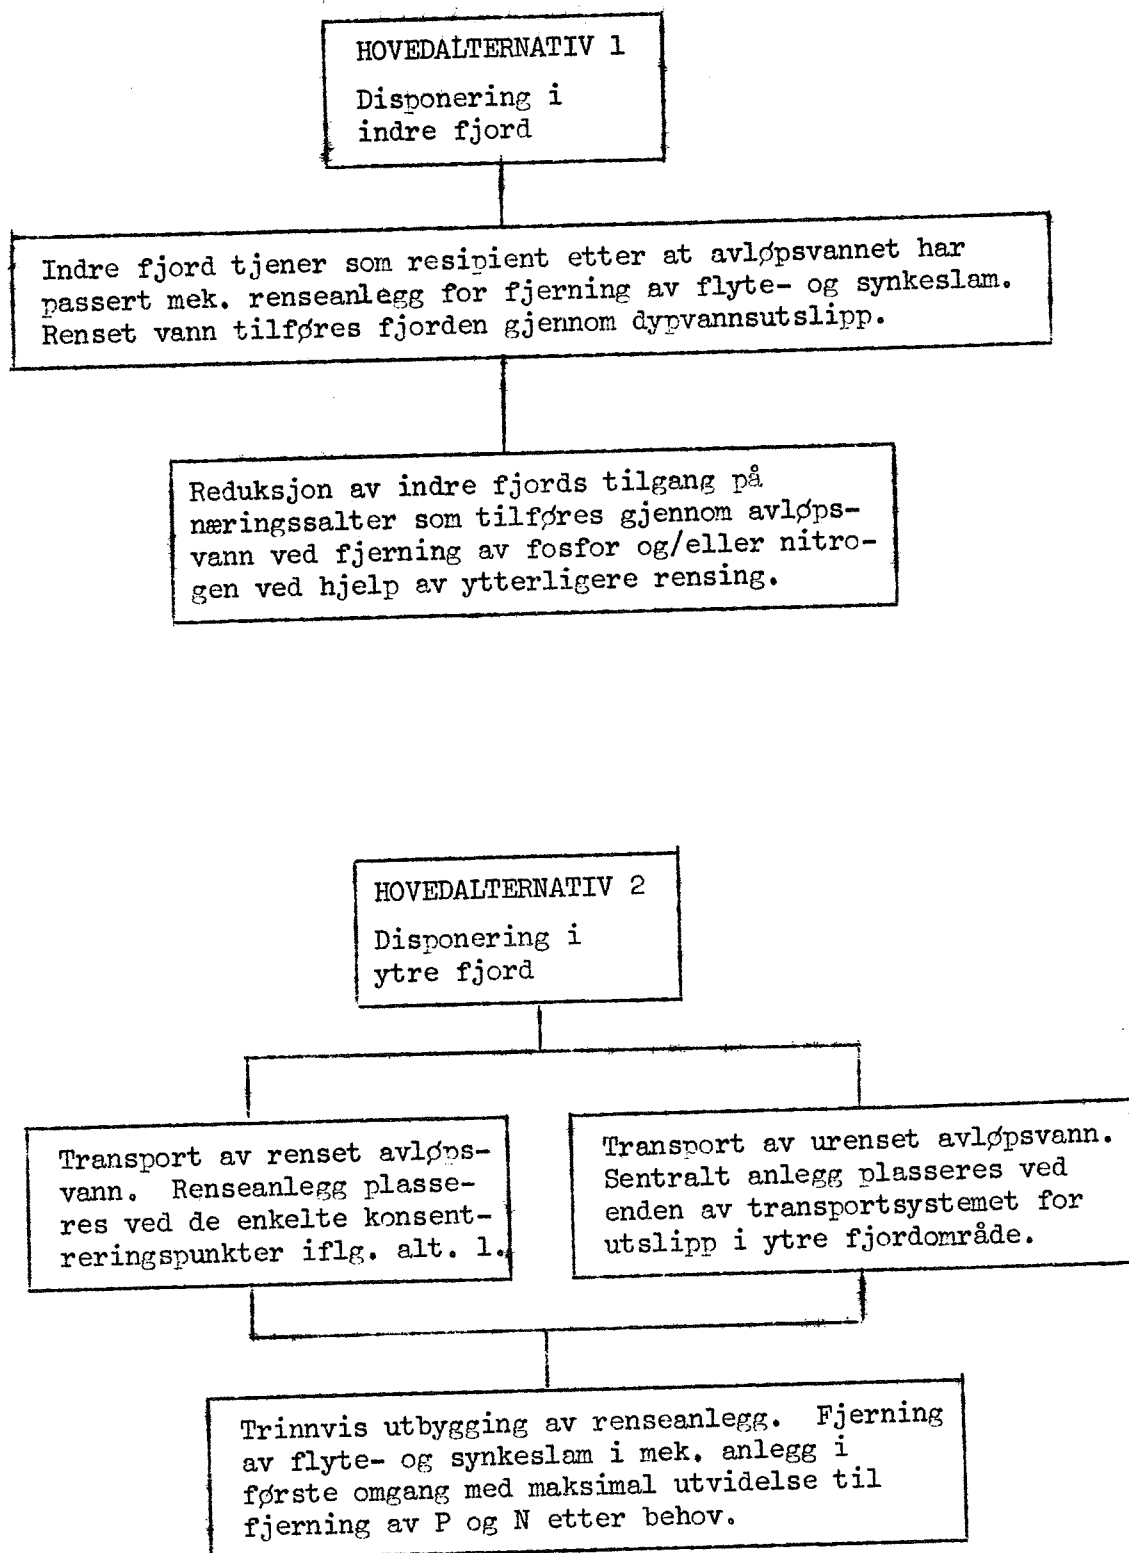 HOVEDALTERNATIV 1
Disponering i
indre fjord
Indre fjord tjener som resipient etter at avløpsvannet har
passert mek. renseanlegg for fjerning av flyte- og synkeslam.
Renset vann tilføres fjorden gjennom dypvannsutslipp.
Reduksjon av indre fjords tilgang på
næringssalter som tilføres gjennom avløps-
vann ved fjerning av fosfor og/eller nitro-
gen ved hjelp av ytterligere rensing.
HOVEDALTERNATIV 2
Disponering i
ytre fjord
Transport av renset avløps-
vann. Renseanlegg plasse-
res ved de enkelte konsent-
reringspunkter iflg. alt. 1.
Transport av urenset avløpsvann.
Sentralt anlegg plasseres ved
enden av transportsystemet for
utslipp i ytre fjordområde.
Trinnvis utbygging av renseanlegg. Fjerning
av flyte- og synkeslam i mek. anlegg i
første omgang med maksimal utvidelse til
fjerning av P og N etter behov.